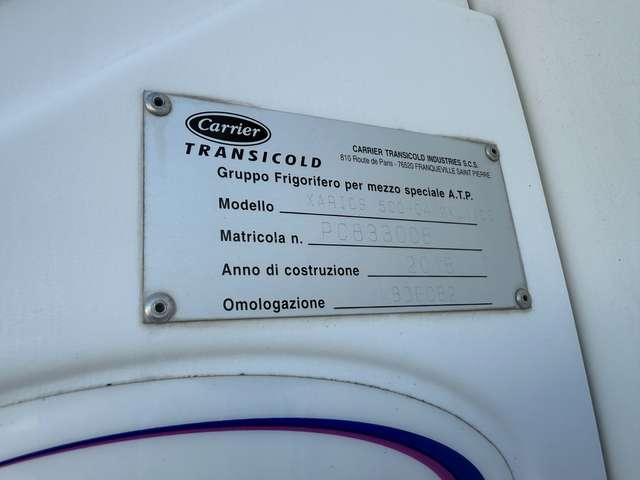 Carrier
TRANSICOLD
CARRIER TRANSICOLD INDUSTRIES S.C.S.
810 Route de Paris - 76520 FRANQUEVILLE SAINT PIERRE
Gruppo Frigorifero per mezzo speciale A.T.P.
Modello XARIOS
Matricola n. PC833006
Anno di costruzione
Omologazione